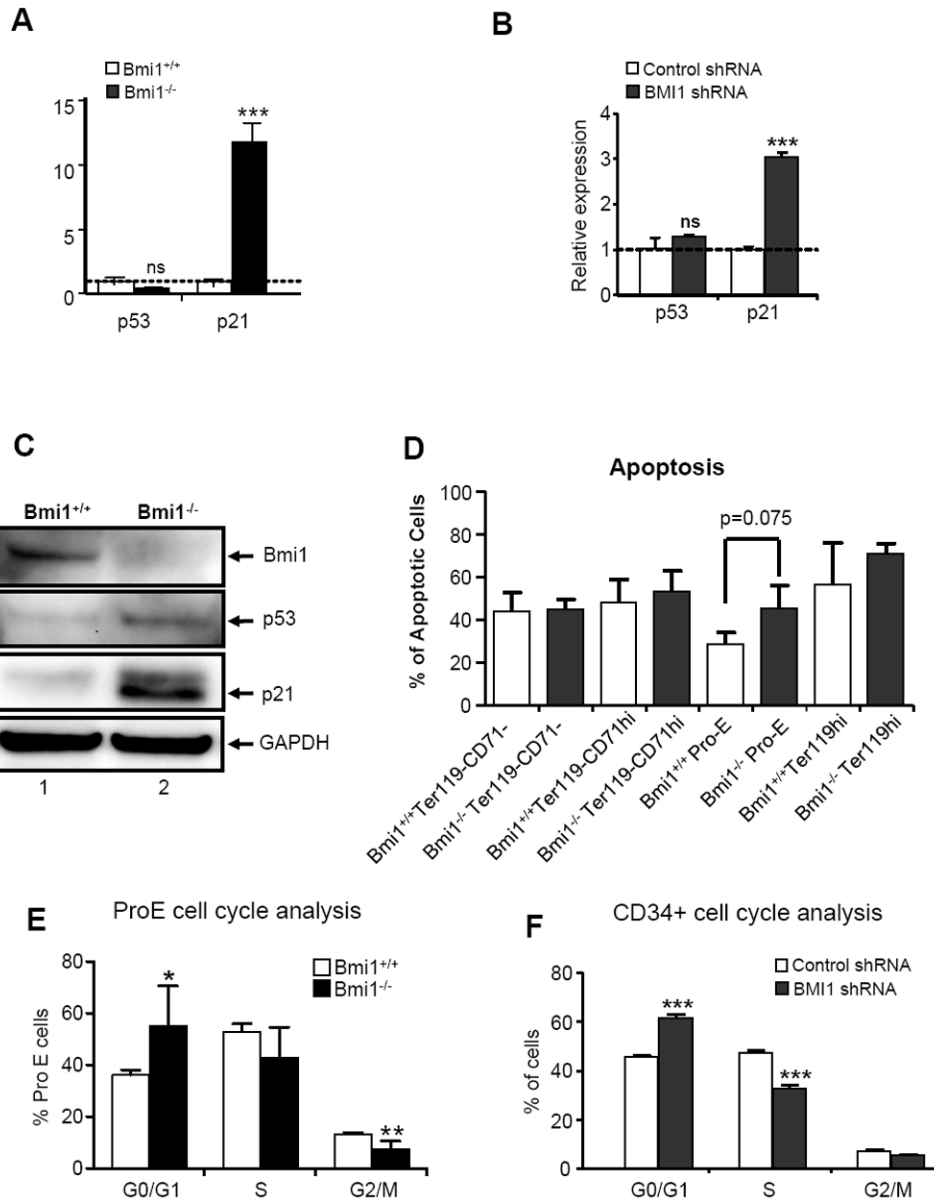 A
Bmi1+/+
Bmi1-/-
15
10
5
0
***
ns
p53
p21
B
Control shRNA
BMI1 shRNA
Relative expression
4
3
2
1
0
***
ns
p53
p21
C
Bmi1+/+ Bmi1-/-
Bmi1
p53
p21
GAPDH
1 2
D
Apoptosis
% of Apoptotic Cells
100
80
60
40
20
0
p=0.075
Bmi1+/+Ter119-CD71-
Bmi1-/- Ter119-CD71-
Bmi1+/+Ter119-CD71hi
Bmi1-/- Ter119-CD71hi
Bmi1+/+ Pro-E
Bmi1-/- Pro-E
Bmi1+/+Ter119hi
Bmi1-/- Ter119hi
E
ProE cell cycle analysis
Bmi1+/+
Bmi1-/-
% Pro E cells
80
60
40
20
0
*
**
G0/G1 S G2/M
F
CD34+ cell cycle analysis
Control shRNA
BMI1 shRNA
% of cells
80
60
40
20
0
***
***
G0/G1 S G2/M